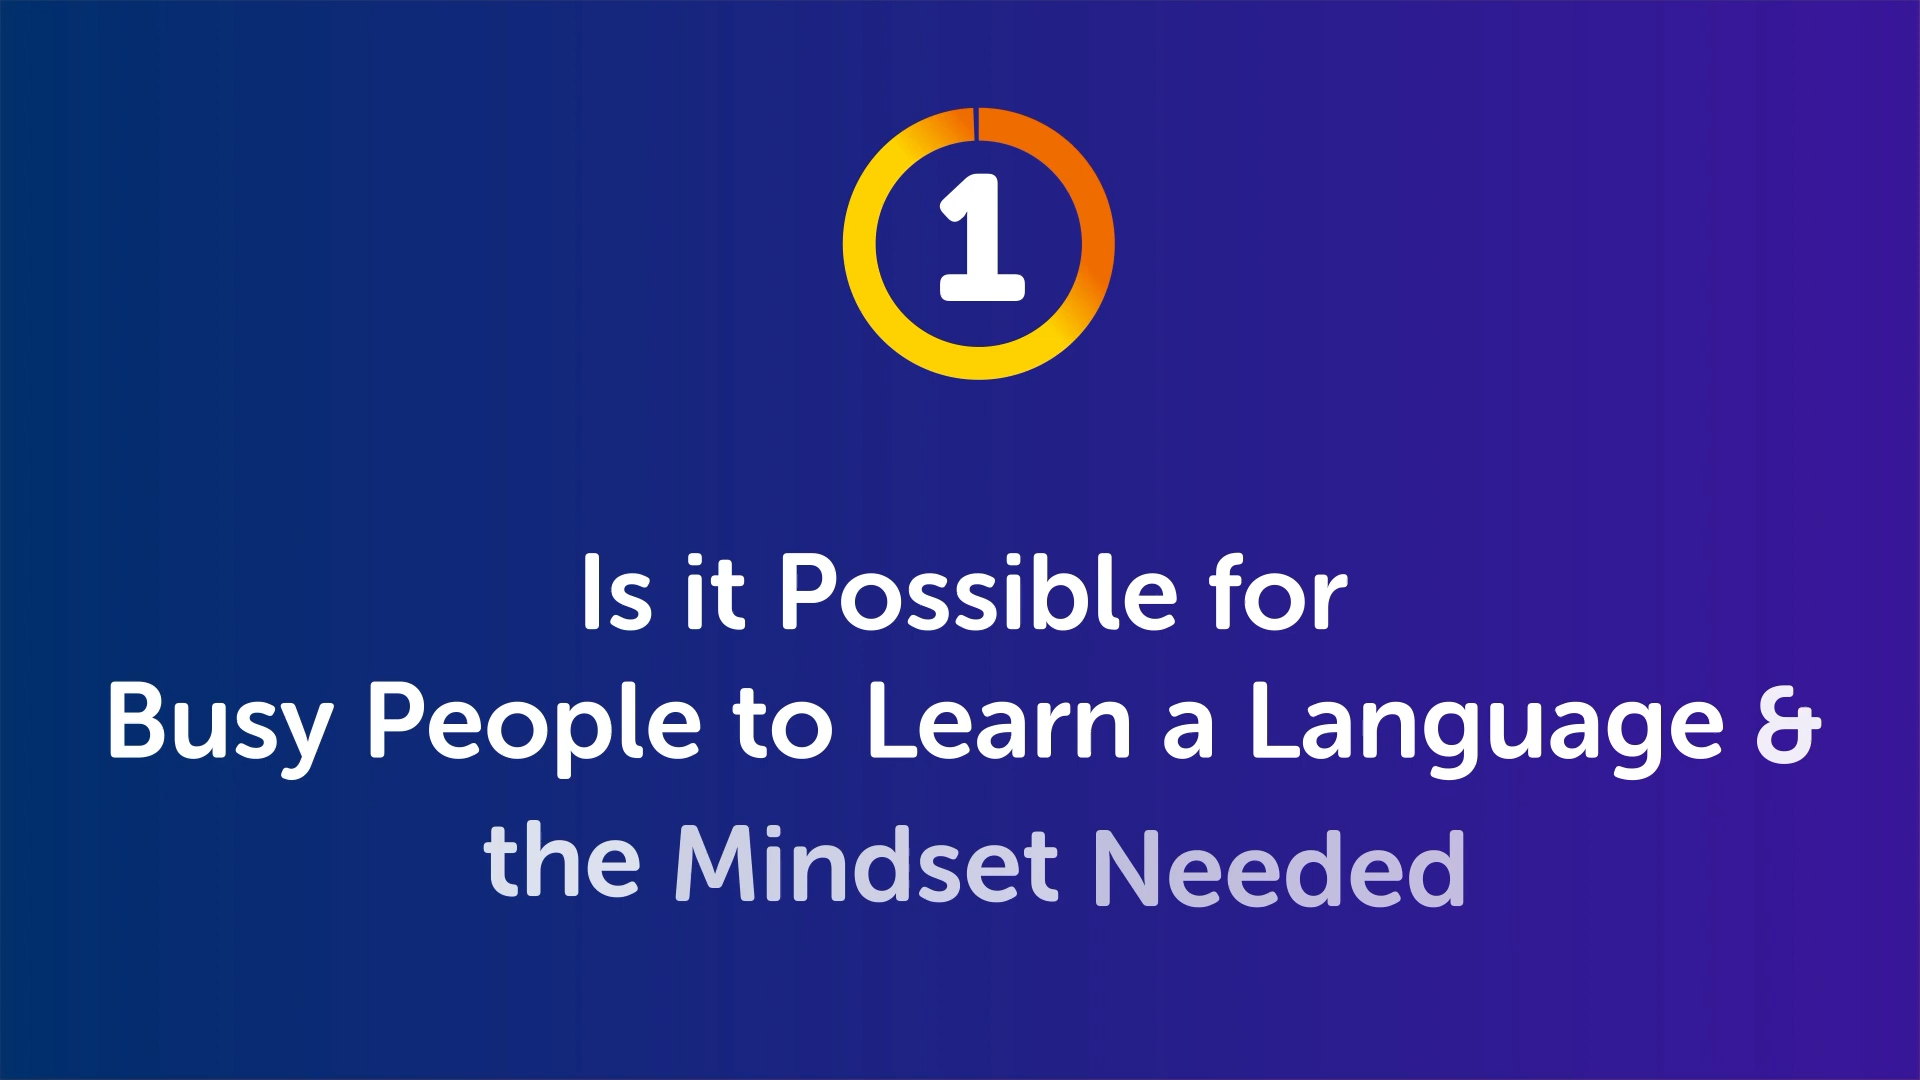 1
Is it Possible for
Busy People to Learn a Language &
the Mindset Needed